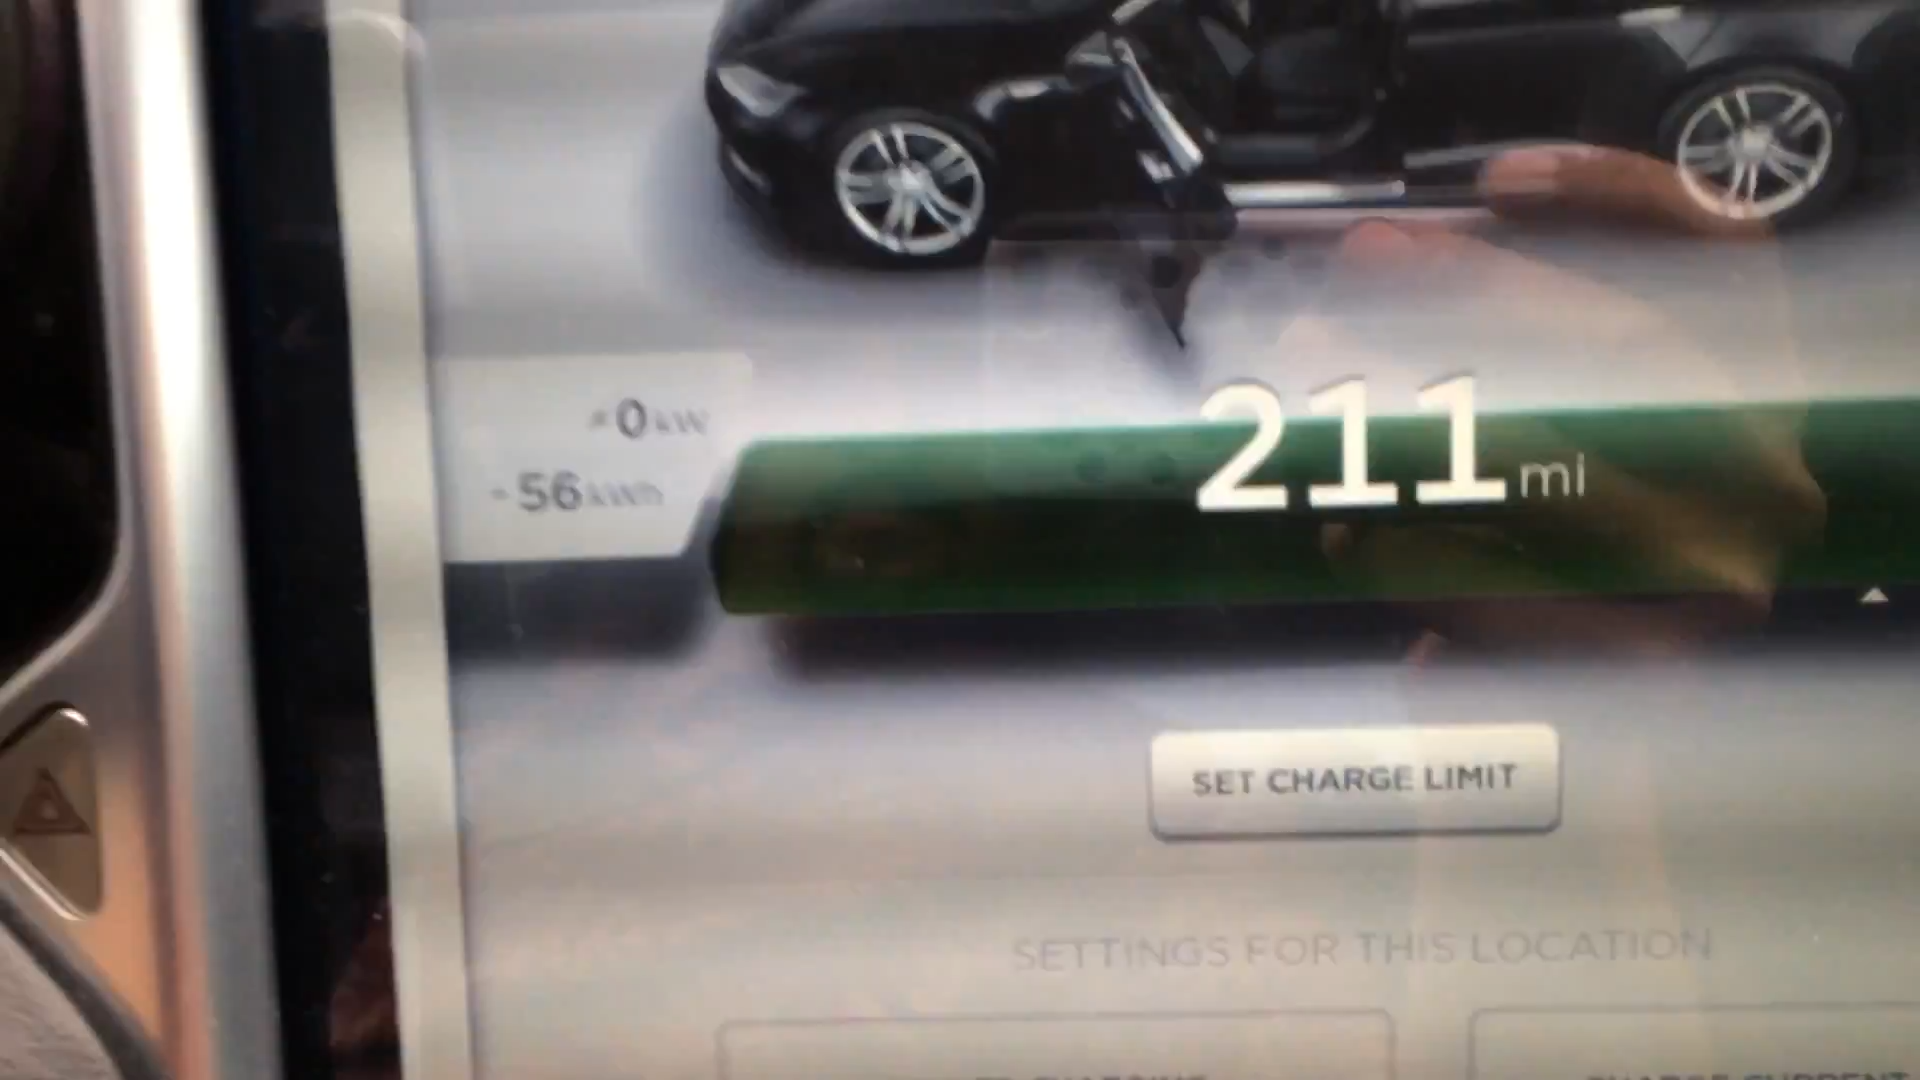 0 kW
56 kWh
211 mi
SET CHARGE LIMIT
SETTINGS FOR THIS LOCATION